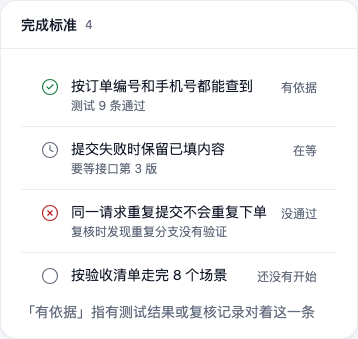 完成标准 4
按订单编号和手机号都能查到 有依据
测试 9 条通过
提交失败时保留已填内容 在等
要等接口第 3 版
同一请求重复提交不会重复下单 没通过
复核时发现重复分支没有验证
按验收清单走完 8 个场景 还没有开始
「有依据」指有测试结果或复核记录对着这一条